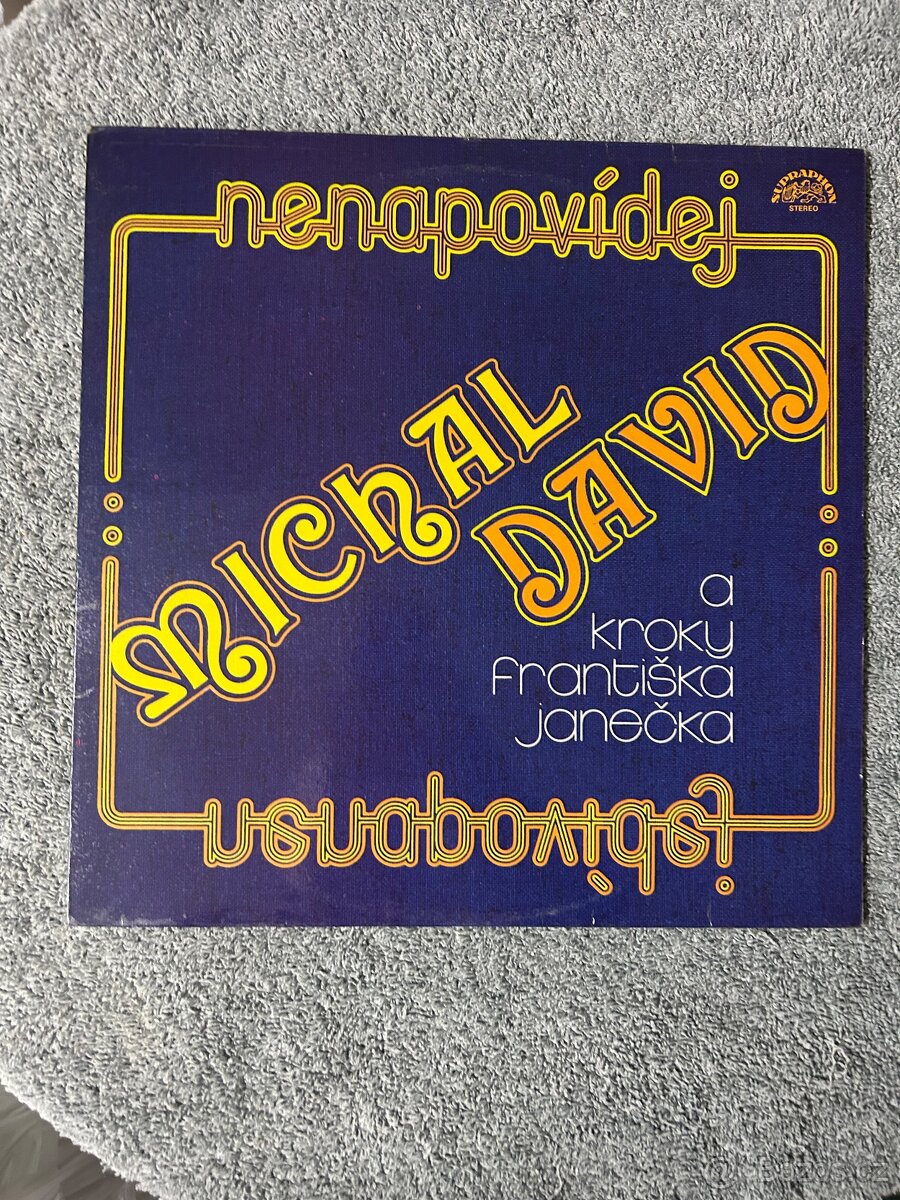 nenapovídej
SUPRAPHON
STEREO
MICHAL
DAVID
a
kroky
františka
janečka
nenapovídej